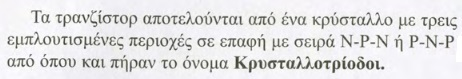 Τα τρανζίστορ αποτελούνται από ένα κρύσταλλο με τρεις
εμπλουτισμένες περιοχές σε επαφή με σειρά Ν-Ρ-Ν ή Ρ-Ν-Ρ
από όπου και πήραν το όνομα Κρυσταλλοτρίοδοι.